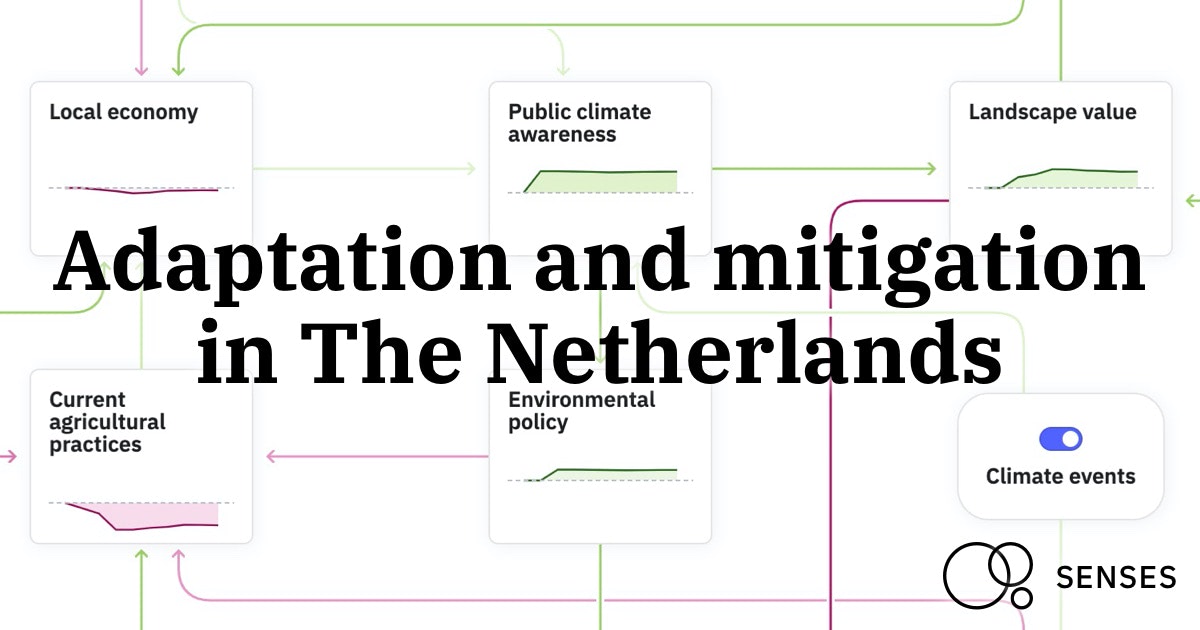 Local economy
Public climate
awareness
Landscape value
Adaptation and mitigation
in The Netherlands
Current
agricultural
practices
Environmental
policy
Climate events
SENSES